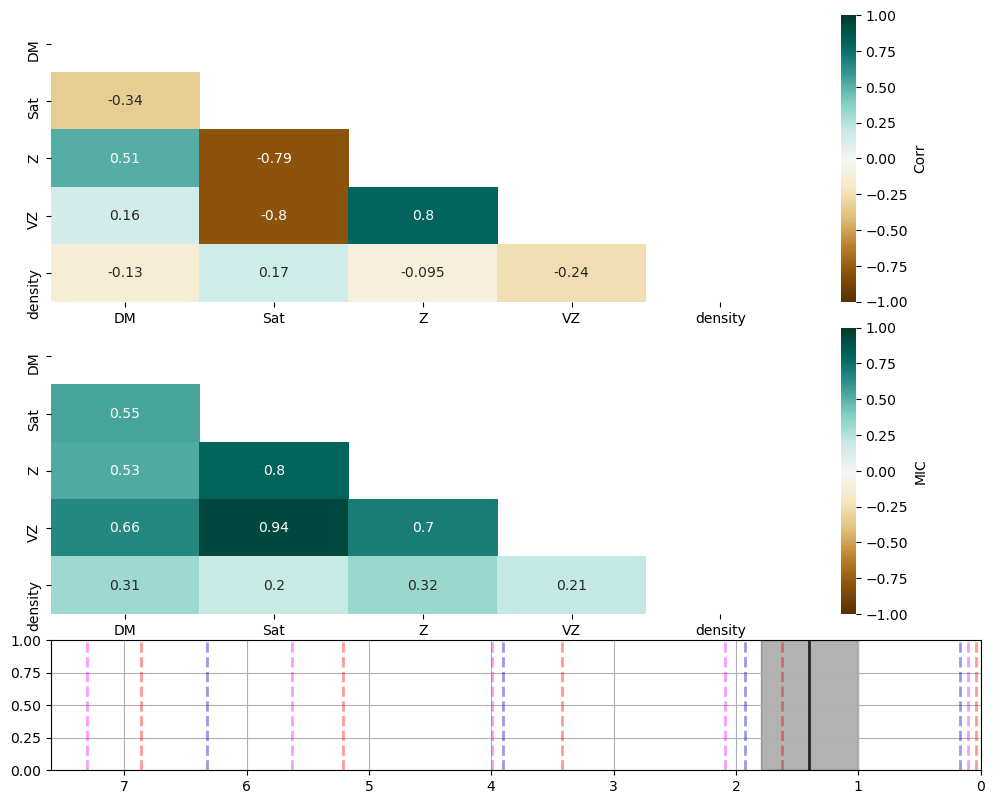 DM
Sat
-0.34
Z
0.51 -0.79
VZ
0.16 -0.8 0.8
density
-0.13 0.17 -0.095 -0.24
DM Sat Z VZ density
1.00
0.75
0.50
0.25
0.00
−0.25
−0.50
−0.75
−1.00
Corr
DM
Sat
0.55
Z
0.53 0.8
VZ
0.66 0.94 0.7
density
0.31 0.2 0.32 0.21
DM Sat Z VZ density
1.00
0.75
0.50
0.25
0.00
−0.25
−0.50
−0.75
−1.00
MIC
1.00
0.75
0.50
0.25
0.00
7 6 5 4 3 2 1 0